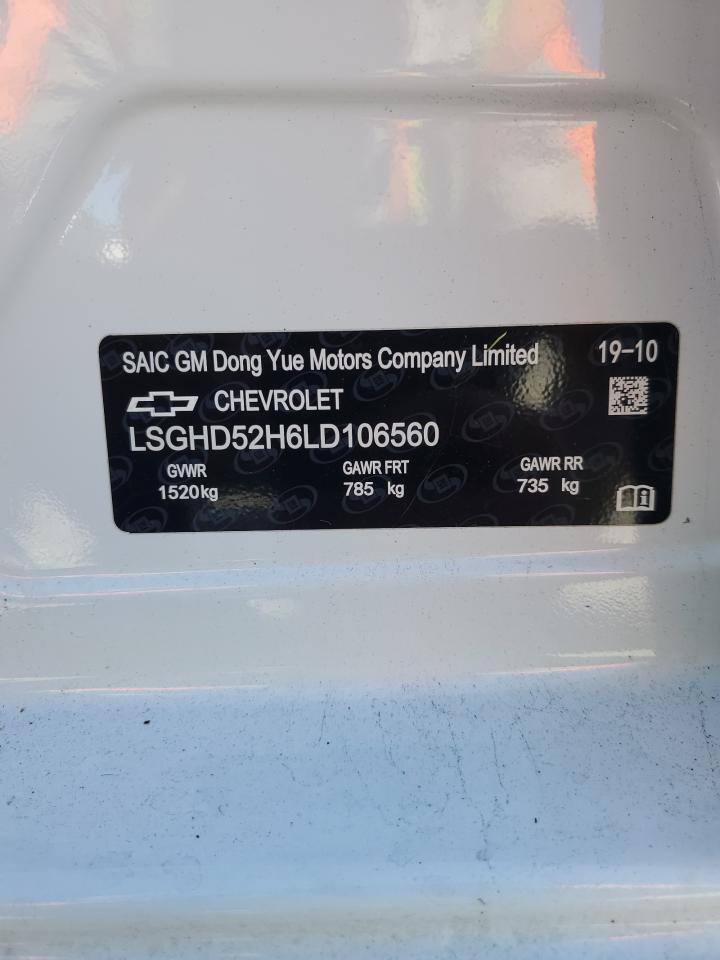 SAIC GM Dong Yue Motors Company Limited 19-10
CHEVROLET
LSGHD52H6LD106560
GVWR GAWR FRT GAWR RR
1520kg 785 kg 735 kg